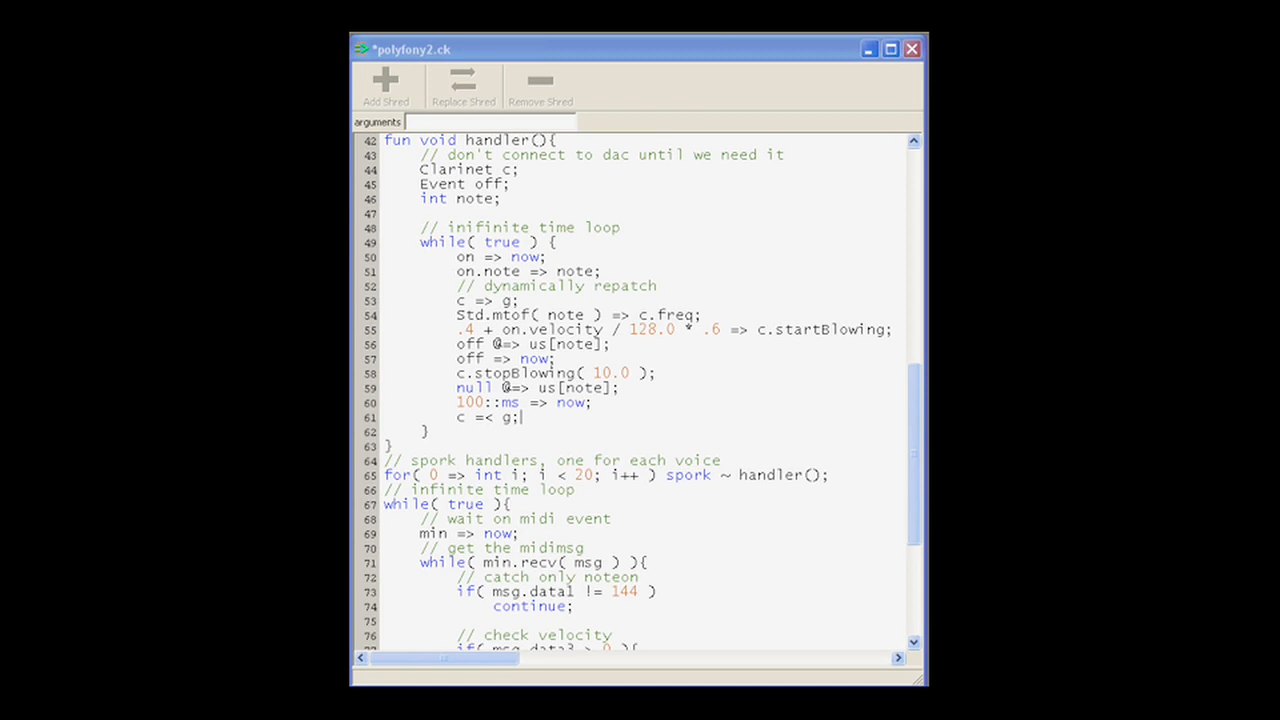 *polyfony2.ck
Add Shred Replace Shred Remove Shred
arguments
42 fun void handler(){
43 // don't connect to dac until we need it
44 Clarinet c;
45 Event off;
46 int note;
47
48 // inifinite time loop
49 while( true ) {
50 on => now;
51 on.note => note;
52 // dynamically repatch
53 c => g;
54 Std.mtof( note ) => c.freq;
55 .4 + on.velocity / 128.0 * .6 => c.startBlowing;
56 off @=> us[note];
57 off => now;
58 c.stopBlowing( 10.0 );
59 null @=> us[note];
60 100::ms => now;
61 c =< g;
62 }
63 }
64 // spork handlers, one for each voice
65 for( 0 => int i; i < 20; i++ ) spork ~ handler();
66 // infinite time loop
67 while( true ){
68 // wait on midi event
69 min => now;
70 // get the midimsg
71 while( min.recv( msg ) ){
72 // catch only noteon
73 if( msg.data1 != 144 )
74 continue;
75
76 // check velocity
77 if( msg.data3 > 0 ){